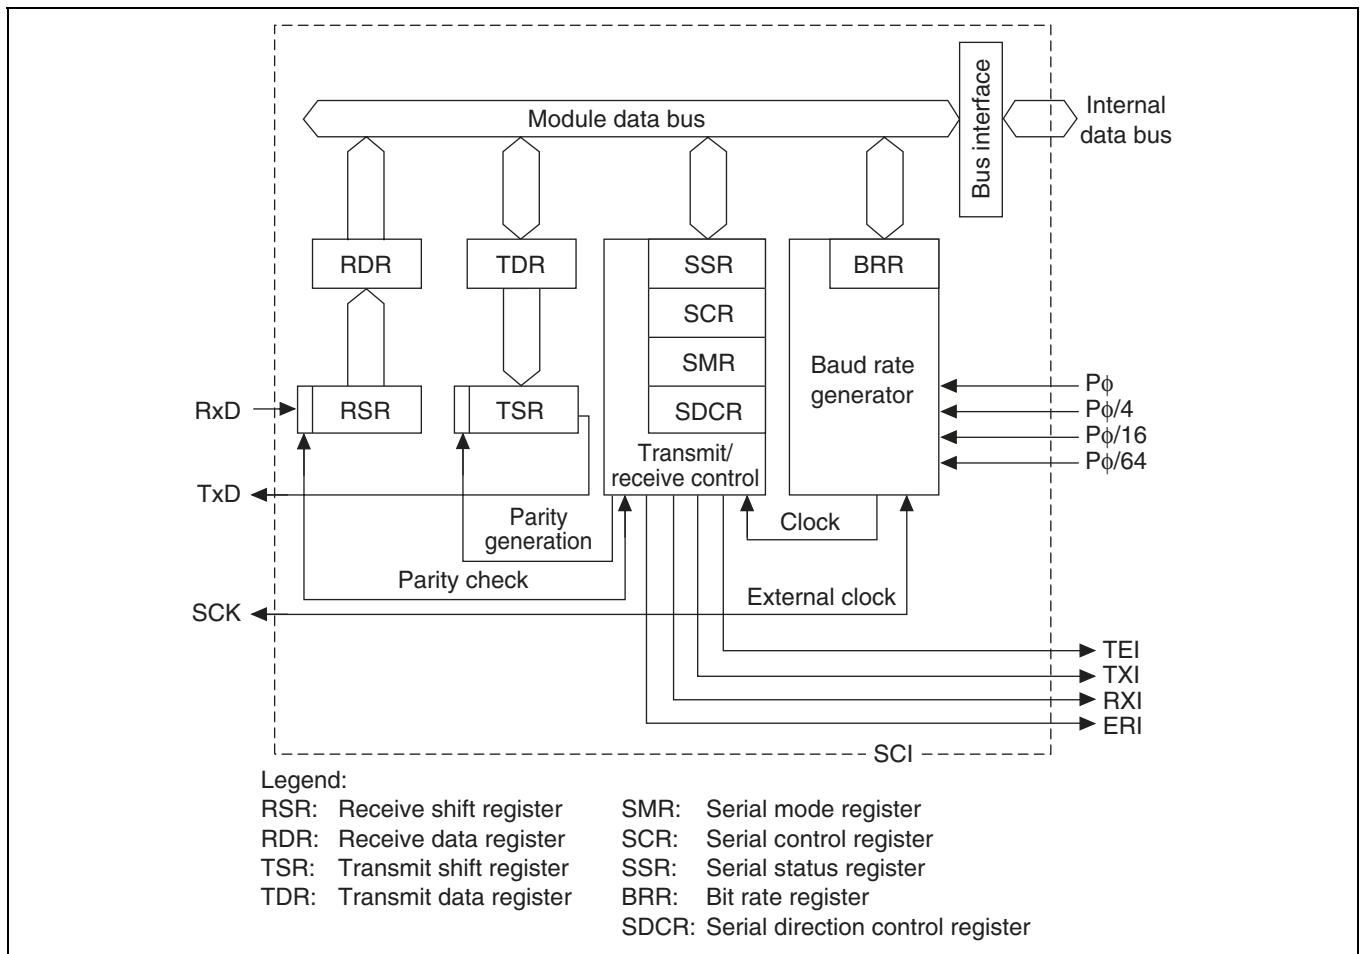 Module data bus
Bus interface
Internal
data bus
RDR
TDR
SSR
BRR
SCR
SMR
Baud rate
generator
RxD
RSR
TSR
SDCR
Pϕ
Pϕ/4
Pϕ/16
Pϕ/64
Transmit/
receive control
TxD
Parity
generation
Clock
Parity check
External clock
SCK
TEI
TXI
RXI
ERI
SCI
Legend:
RSR: Receive shift register
RDR: Receive data register
TSR: Transmit shift register
TDR: Transmit data register
SMR: Serial mode register
SCR: Serial control register
SSR: Serial status register
BRR: Bit rate register
SDCR: Serial direction control register